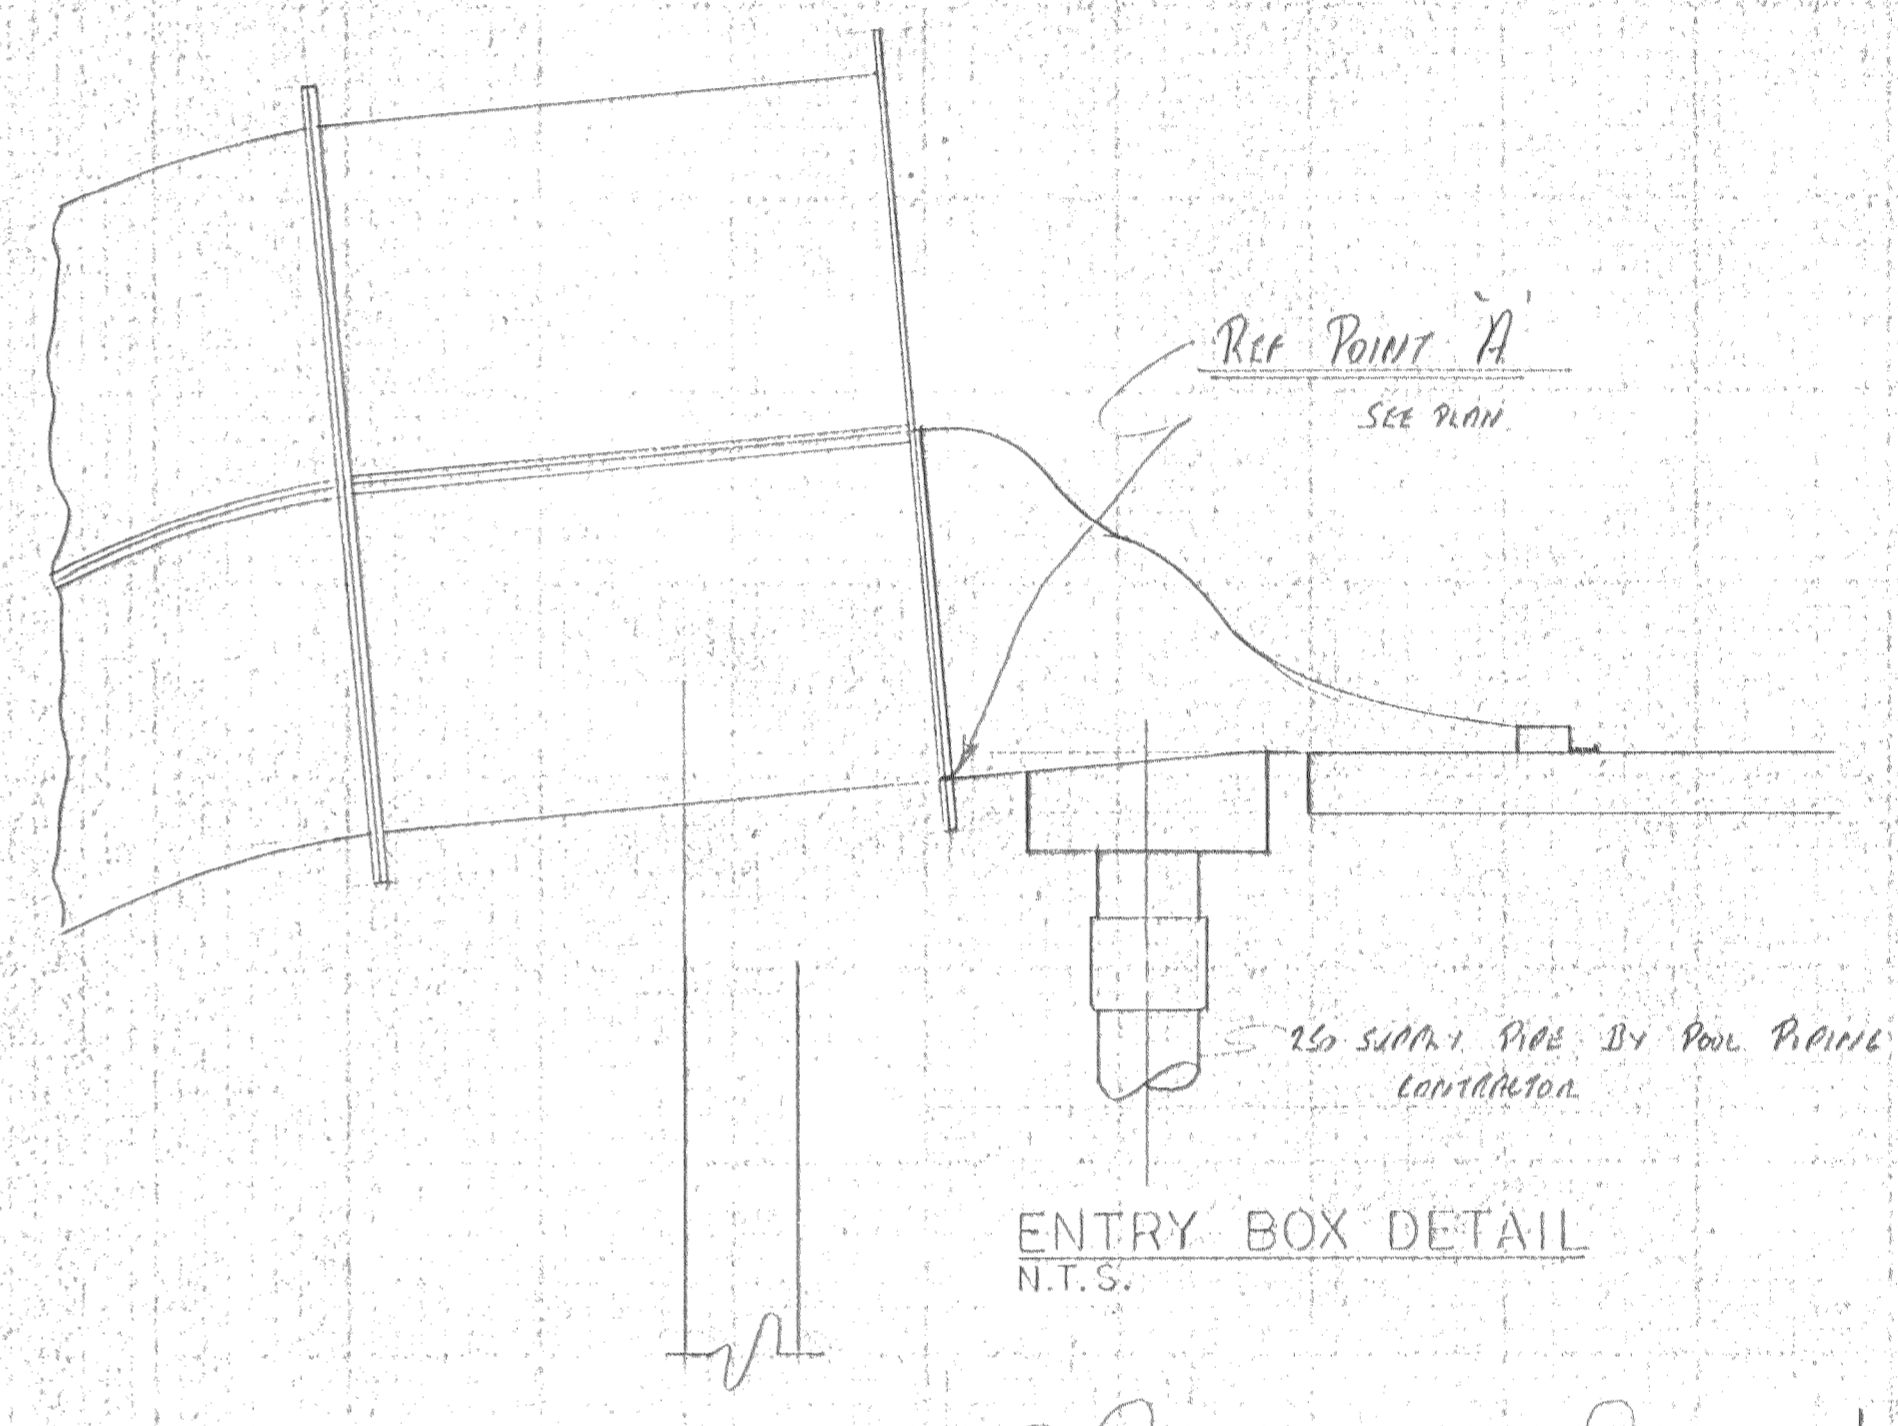 REF POINT 'A'
SEE PLAN
250 SUPPLY PIPE BY POOL PIPING
CONTRACTOR
ENTRY BOX DETAIL
N.T.S.